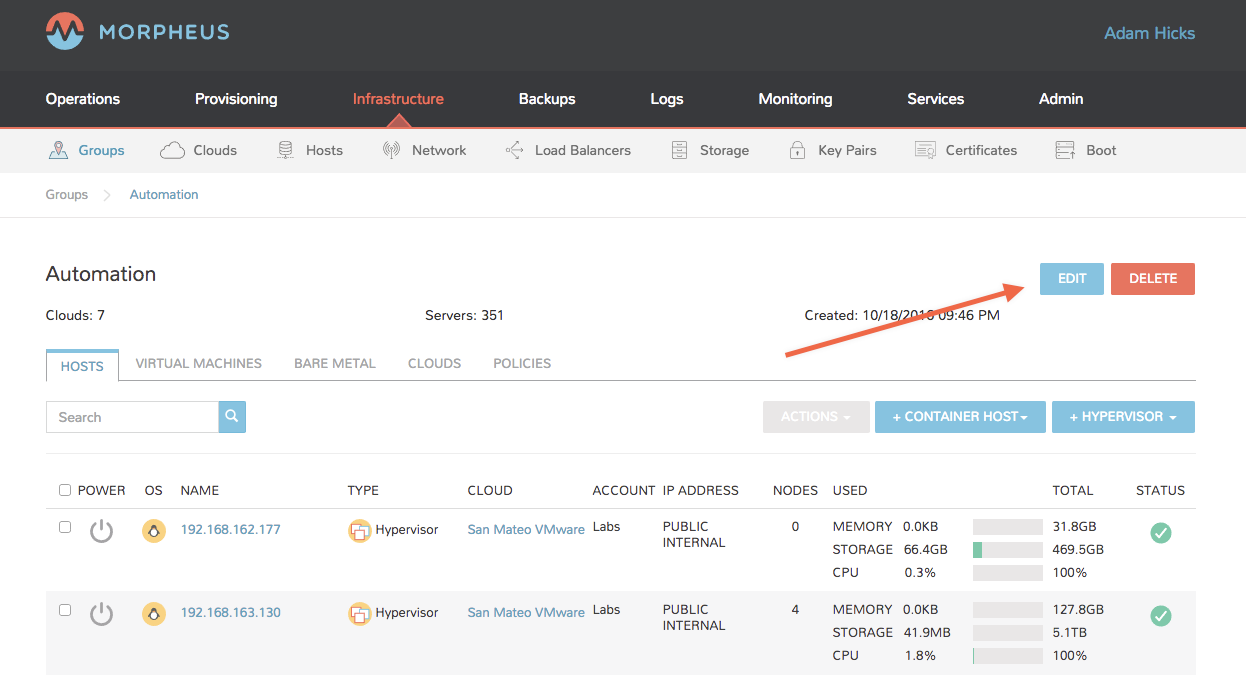 MORPHEUS
Adam Hicks
Operations Provisioning Infrastructure Backups Logs Monitoring Services Admin
Groups Clouds Hosts Network Load Balancers Storage Key Pairs Certificates Boot
Groups Automation
Automation
EDIT DELETE
Clouds: 7 Servers: 351 Created: 10/18/2016 09:46 PM
HOSTS VIRTUAL MACHINES BARE METAL CLOUDS POLICIES
Search ACTIONS + CONTAINER HOST + HYPERVISOR
POWER OS NAME TYPE CLOUD ACCOUNT IP ADDRESS NODES USED TOTAL STATUS
192.168.162.177 Hypervisor San Mateo VMware Labs PUBLIC 0 MEMORY 0.0KB 31.8GB
INTERNAL
STORAGE 66.4GB 469.5GB
CPU 0.3% 100%
192.168.163.130 Hypervisor San Mateo VMware Labs PUBLIC 4 MEMORY 0.0KB 127.8GB
INTERNAL
STORAGE 41.9MB 5.1TB
CPU 1.8% 100%